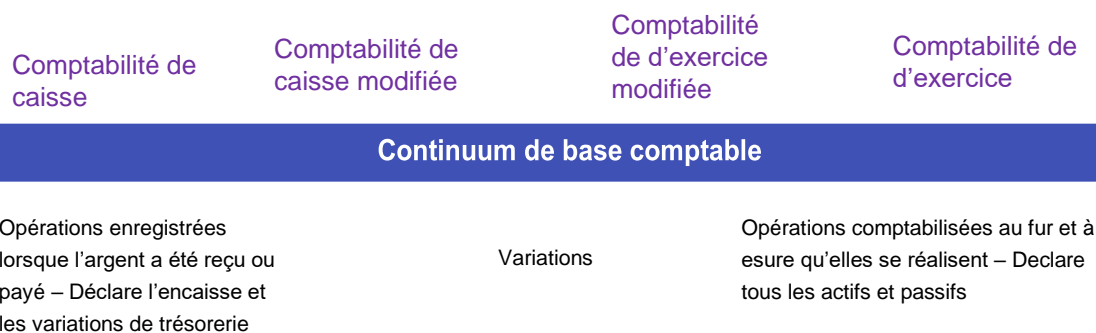 Comptabilité de
caisse
Comptabilité de
caisse modifiée
Comptabilité
de d’exercice
modifiée
Comptabilité de
d’exercice
Continuum de base comptable
Opérations enregistrées
lorsque l’argent a été reçu ou
payé – Déclare l’encaisse et
les variations de trésorerie
Variations
Opérations comptabilisées au fur et à
esure qu’elles se réalisent – Declare
tous les actifs et passifs